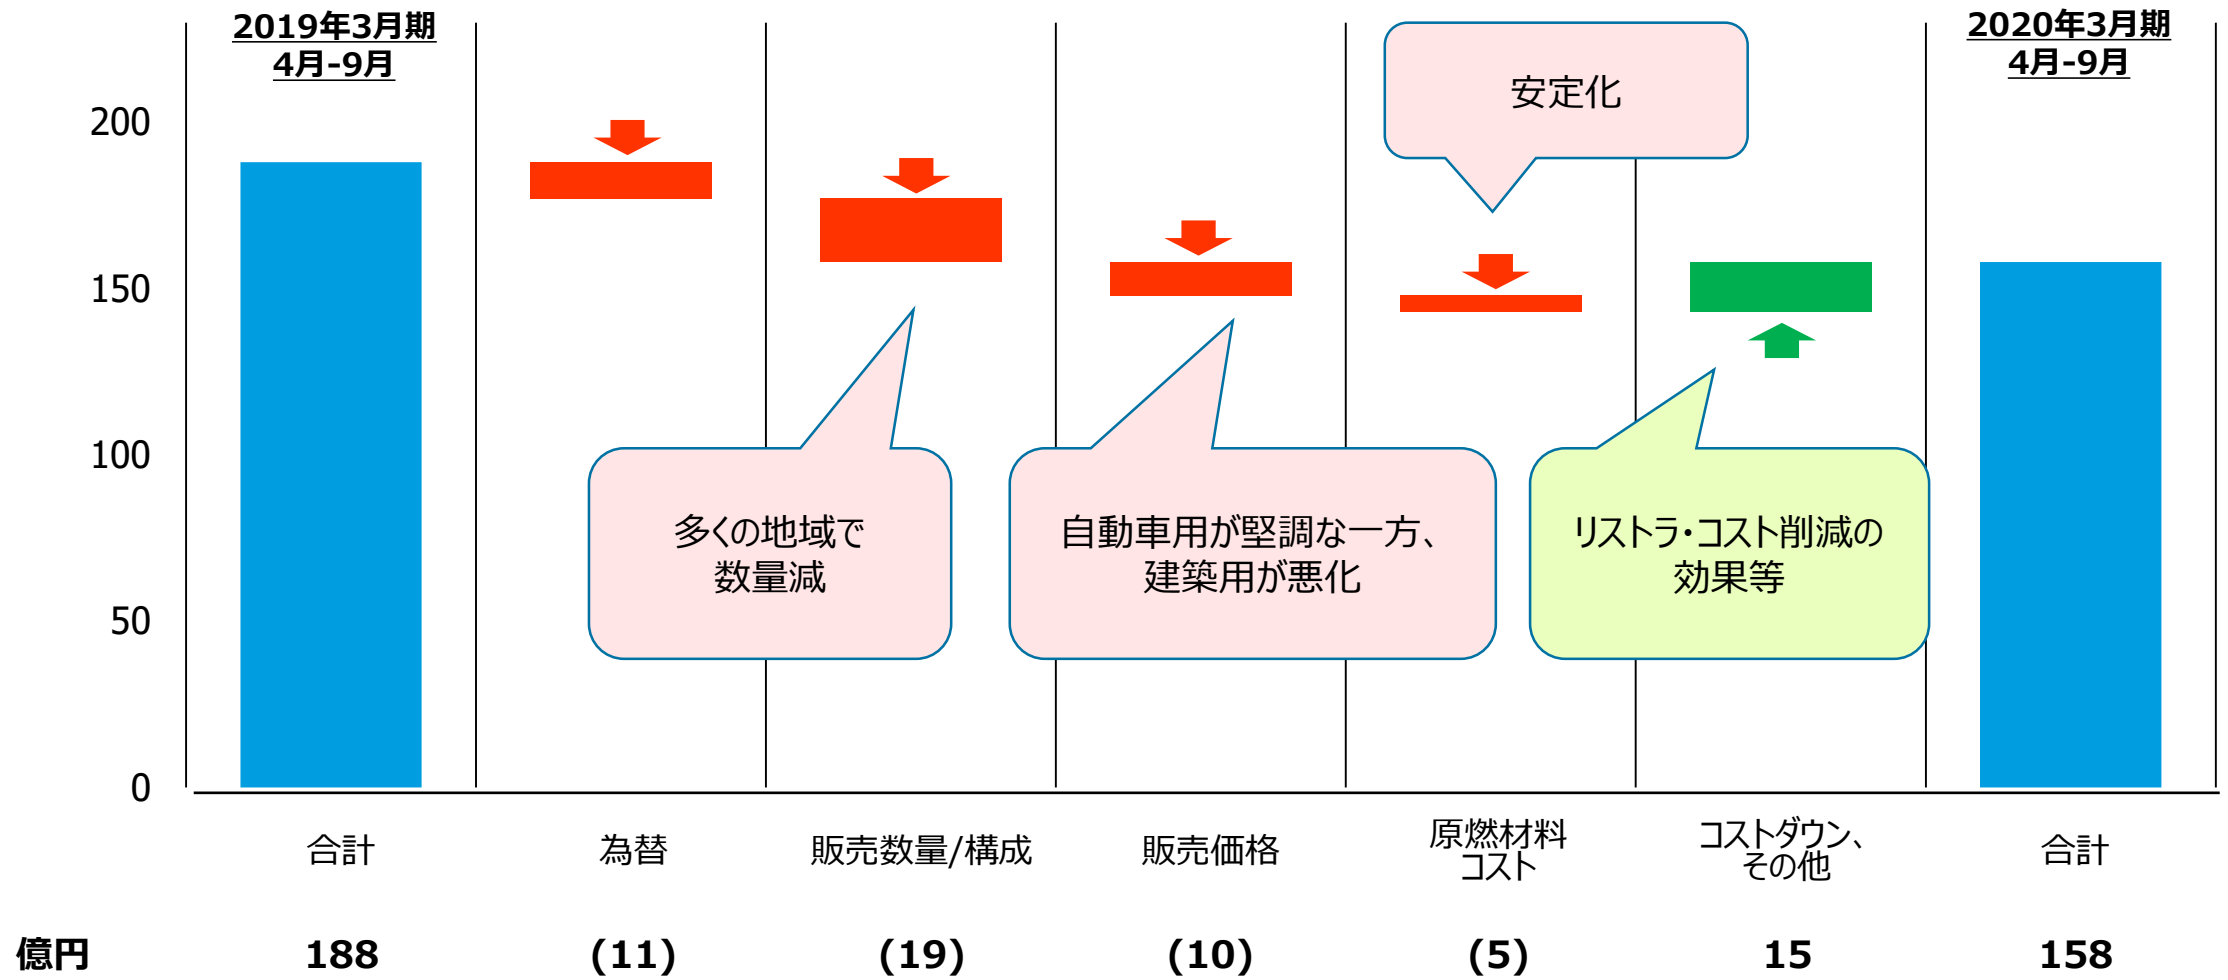 2019年3月期
4月-9月
2020年3月期
4月-9月
安定化
200
150
100
50
0
多くの地域で
数量減
自動車用が堅調な一方、
建築用が悪化
リストラ・コスト削減の
効果等
合計
為替
販売数量/構成
販売価格
原燃材料
コスト
コストダウン、
その他
合計
億円 188 (11) (19) (10) (5) 15 158